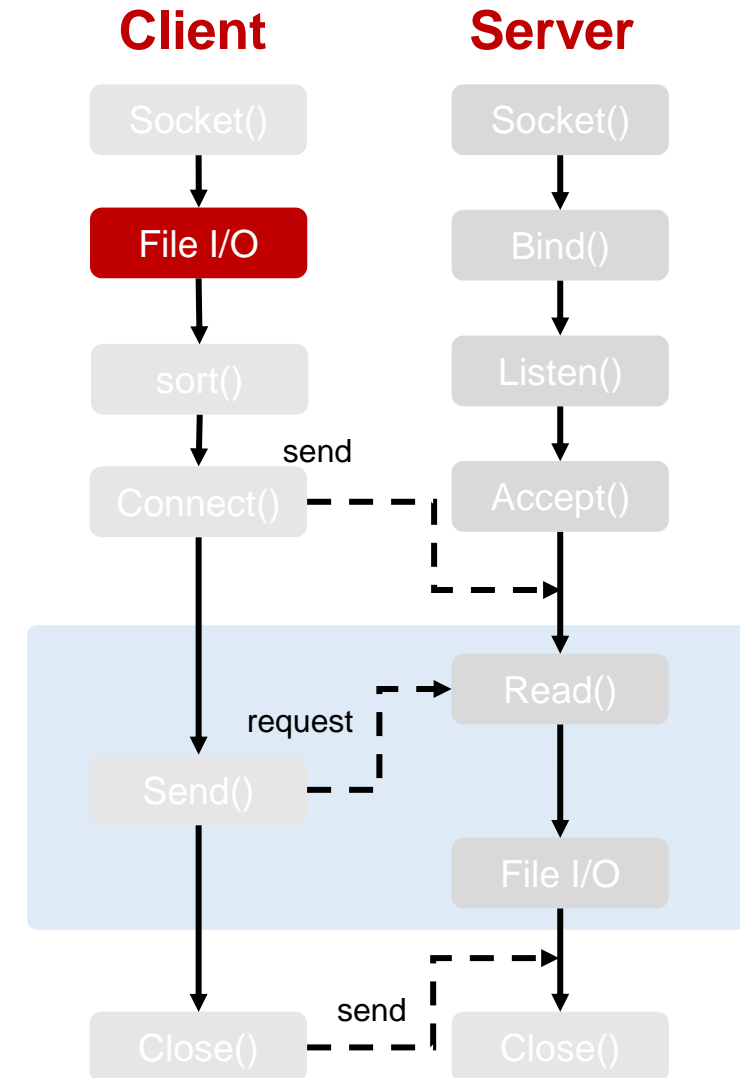 Client
Server
Socket()
Socket()
File I/O
Bind()
sort()
Listen()
send
Connect()
Accept()
Read()
request
Send()
File I/O
send
Close()
Close()